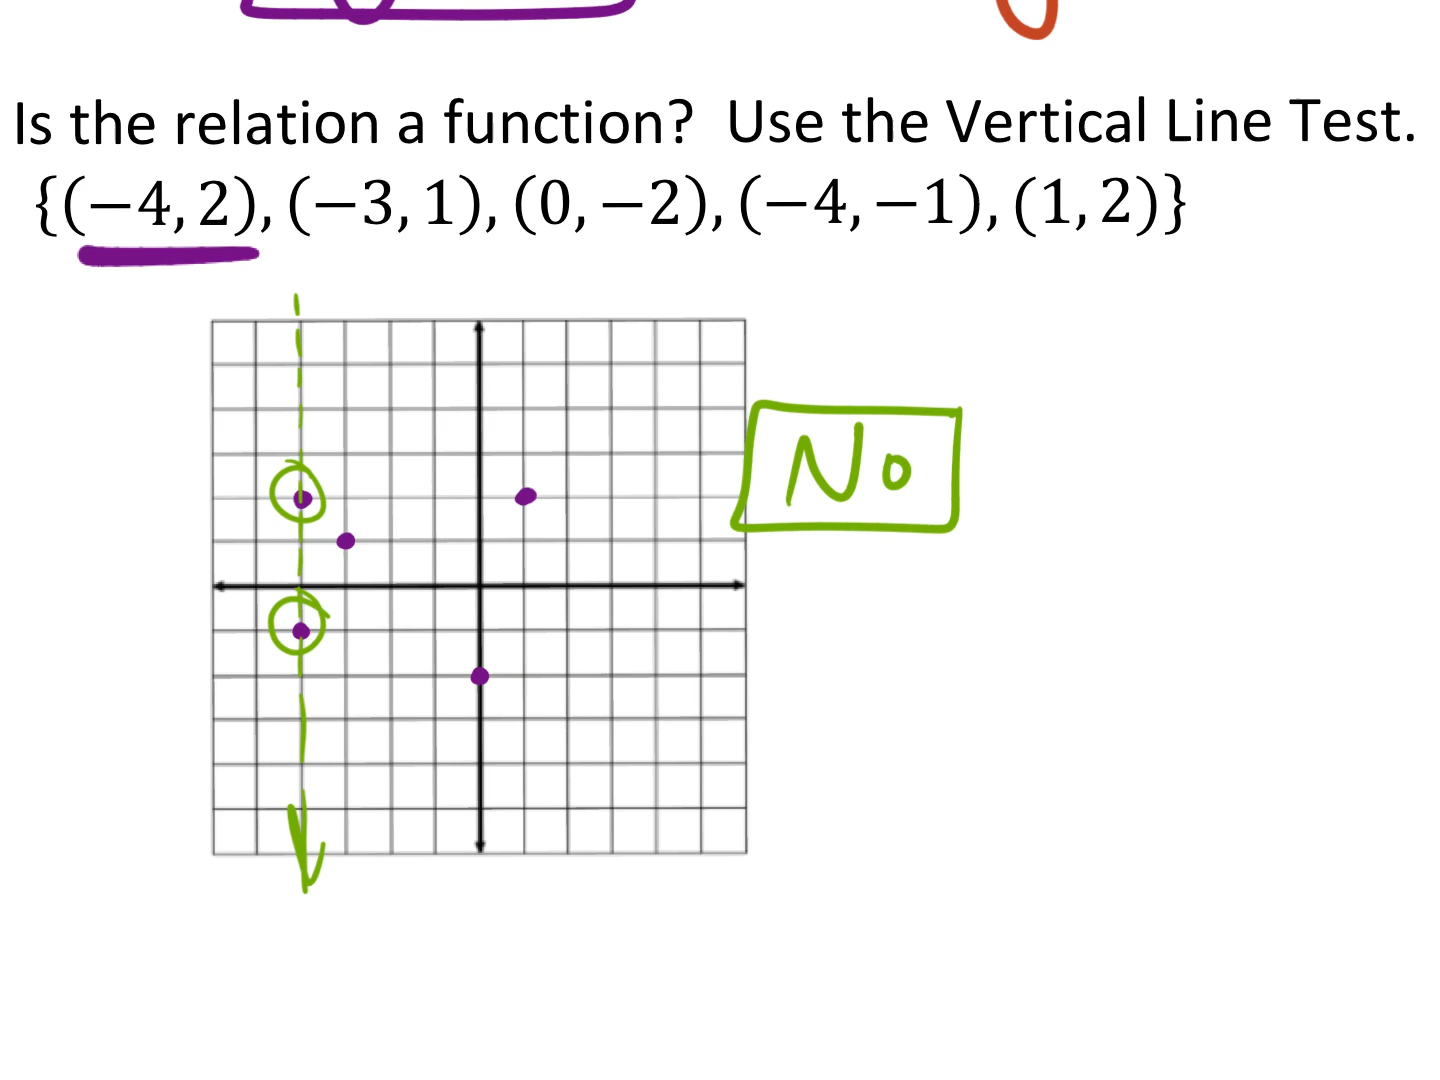 Is the relation a function? Use the Vertical Line Test.
{(−4, 2), (−3, 1), (0, −2), (−4, −1), (1, 2)}
No